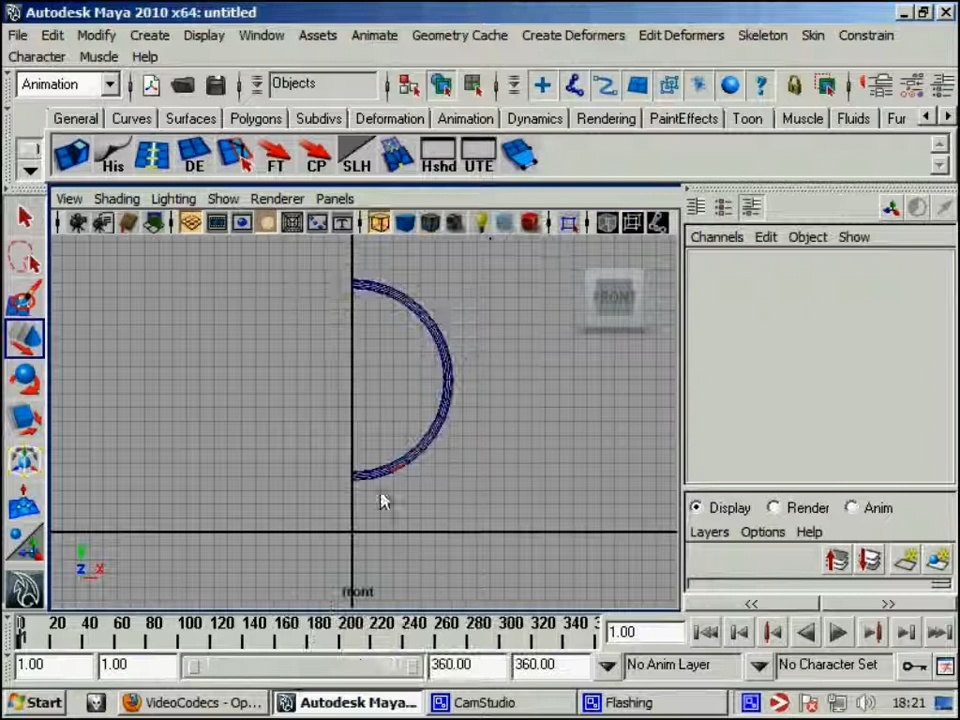 Autodesk Maya 2010 x64: untitled
File Edit Modify Create Display Window Assets Animate Geometry Cache Create Deformers Edit Deformers Skeleton Skin Constrain
Character Muscle Help
Animation Objects
General Curves Surfaces Polygons Subdivs Deformation Animation Dynamics Rendering PaintEffects Toon Muscle Fluids Fur
His DE FT CP SLH Hshd UTE
View Shading Lighting Show Renderer Panels
Channels Edit Object Show
FRONT
Display Render Anim
Layers Options Help
y
z x
front
<< >>
20 40 60 80 100 120 140 160 180 200 220 240 260 280 300 320 340 1.00
1.00 1.00 360.00 360.00 No Anim Layer No Character Set
Start VideoCodecs - Op... Autodesk Maya... CamStudio Flashing 18:21